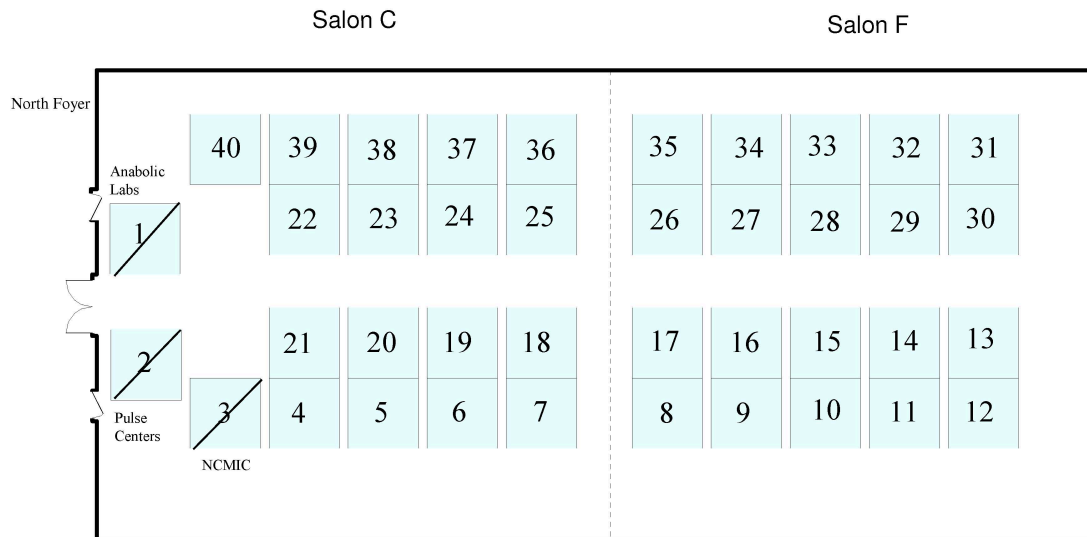 Salon C
Salon F
North Foyer
40 39 38 37 36 35 34 33 32 31
Anabolic
Labs
1 22 23 24 25 26 27 28 29 30
21 20 19 18 17 16 15 14 13
2
3 4 5 6 7 8 9 10 11 12
Pulse
Centers
NCMIC